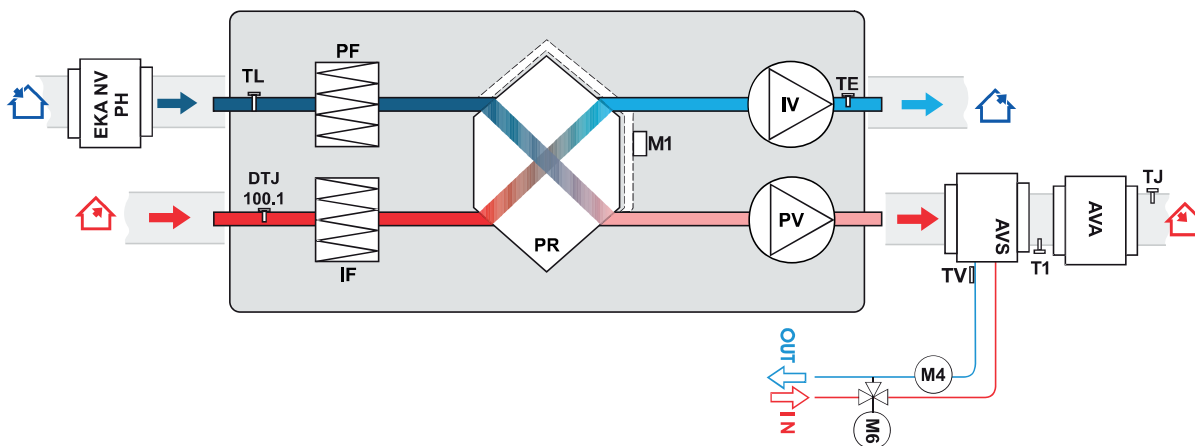 EKA NV
PH
TL
PF
IV
TE
M1
DTJ
100.1
IF
PR
PV
AVS
TV
T1
AVA
TJ
OUT
IN
M4
M6